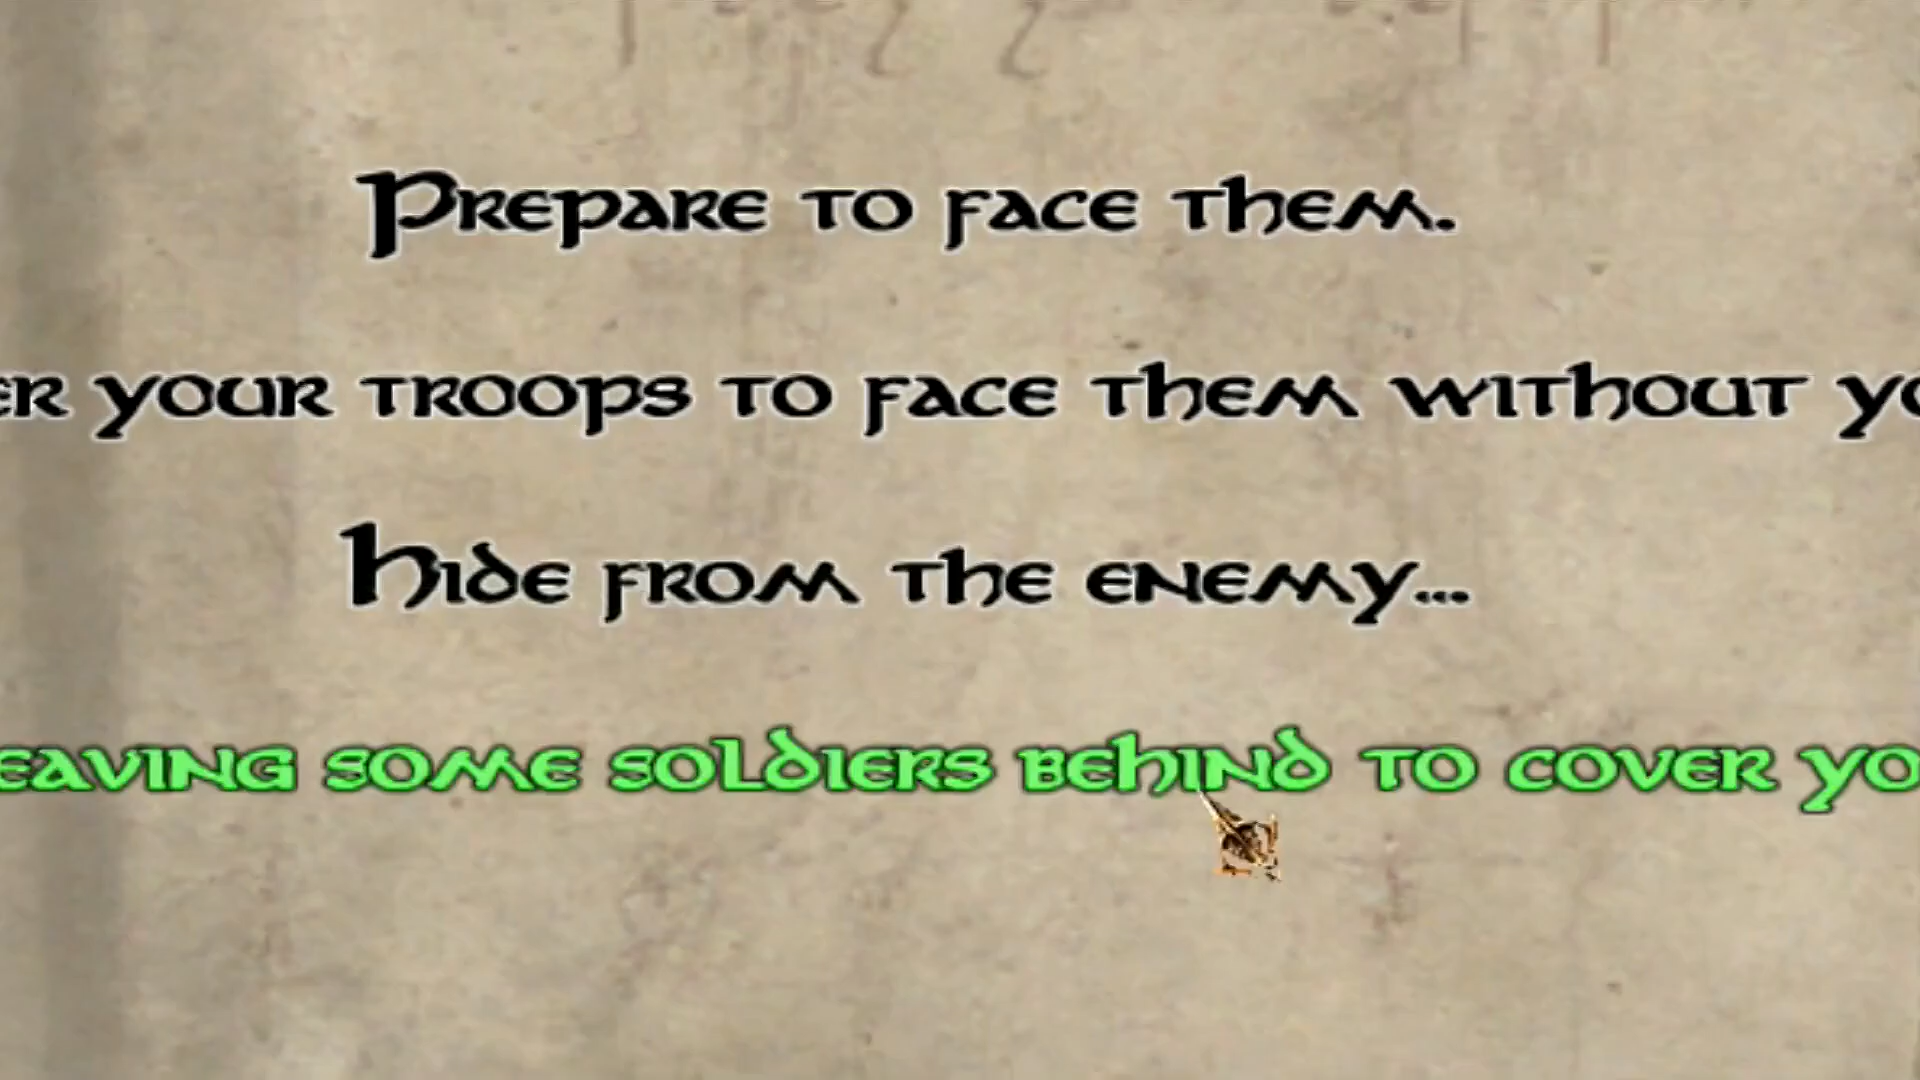 Prepare to face them.
er your troops to face them without yo
Hide from the enemy...
eaving some soldiers behind to cover yo